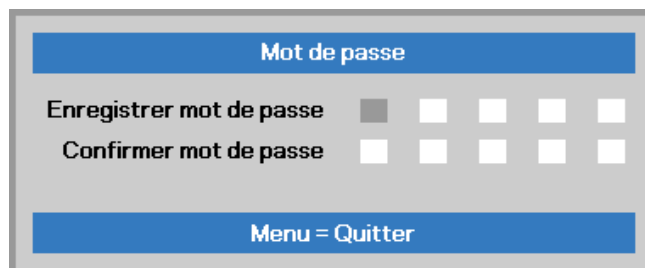 Mot de passe
Enregistrer mot de passe
Confirmer mot de passe
Menu = Quitter